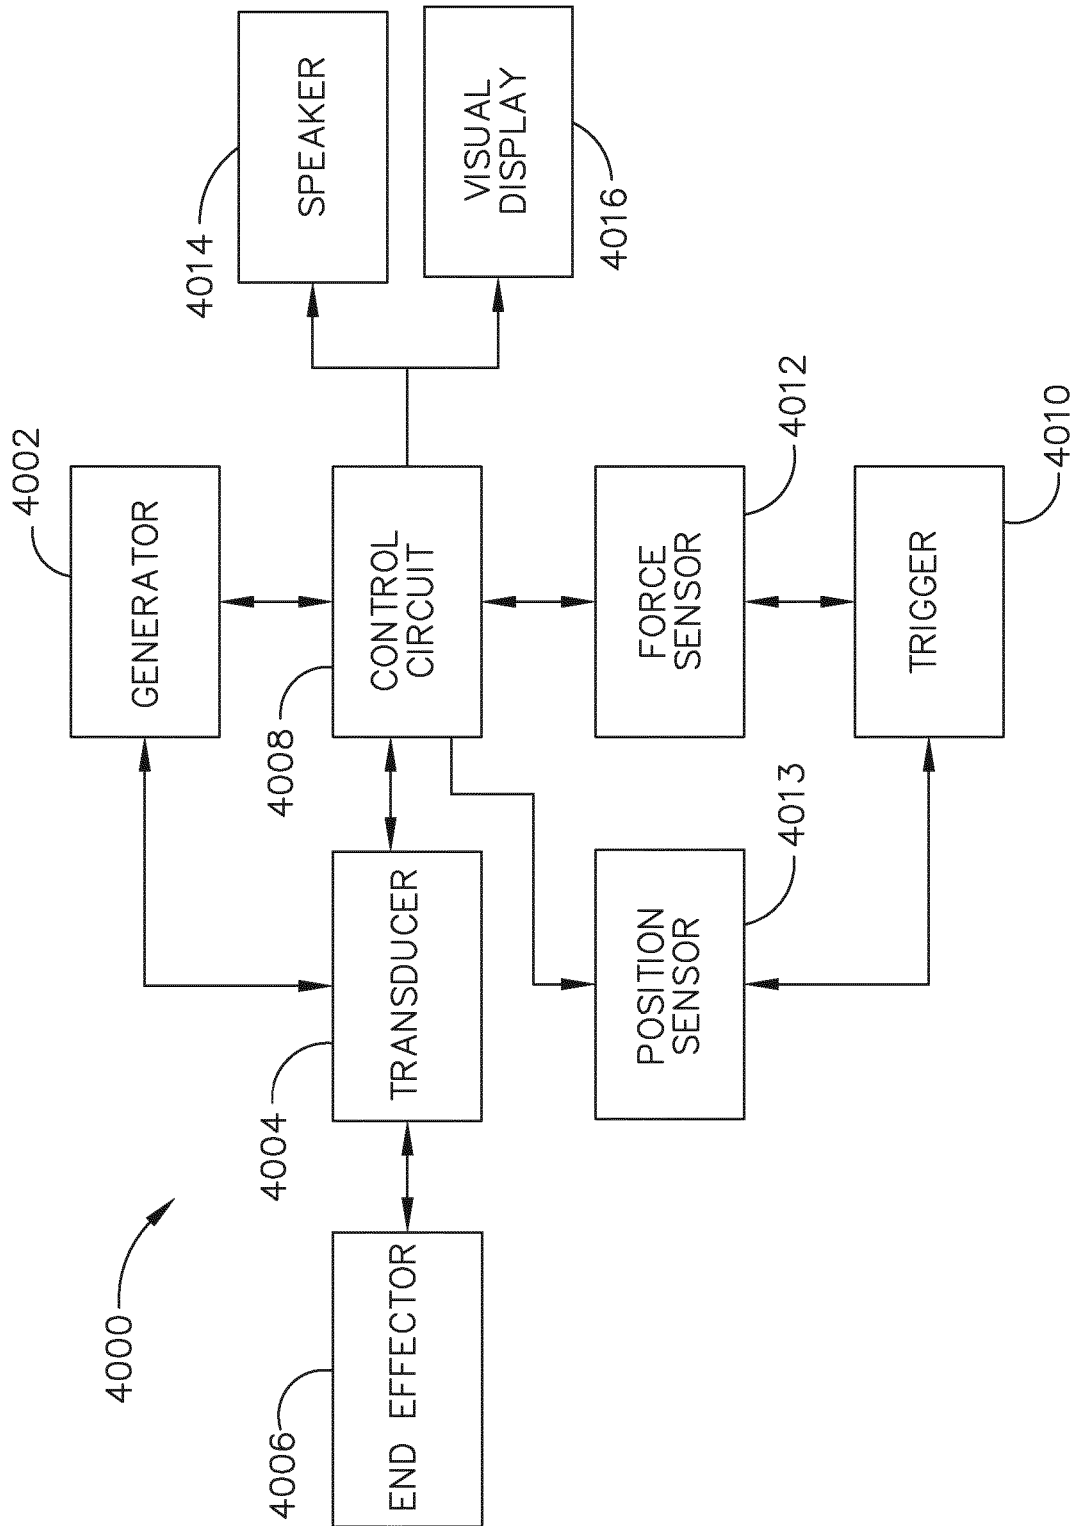 4000
4002
GENERATOR
4014
SPEAKER
4006
END EFFECTOR
4004
TRANSDUCER
4008
CONTROL
CIRCUIT
VISUAL
DISPLAY
4016
POSITION
SENSOR
4013
FORCE
SENSOR
4012
TRIGGER
4010